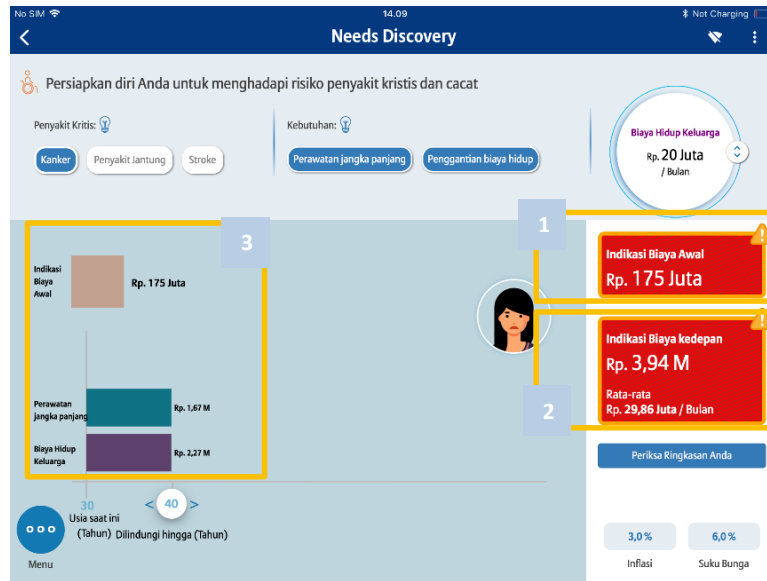 No SIM
14.09
Not Charging
Needs Discovery
Persiapkan diri Anda untuk menghadapi risiko penyakit kristis dan cacat
Penyakit Kritis:
Kanker
Penyakit Jantung
Stroke
Kebutuhan:
Perawatan jangka panjang
Penggantian biaya hidup
Biaya Hidup Keluarga
Rp. 20 Juta
/ Bulan
3
Indikasi
Biaya
Awal
Rp. 175 Juta
Perawatan
jangka panjang
Rp. 1,67 M
Biaya Hidup
Keluarga
Rp. 2,27 M
30
Usia saat ini
(Tahun)
< 40 >
Dilindungi hingga (Tahun)
Menu
1
Indikasi Biaya Awal
Rp. 175 Juta
2
Indikasi Biaya kedepan
Rp. 3,94 M
Rata-rata
Rp. 29,86 Juta / Bulan
Periksa Ringkasan Anda
3,0 %
Inflasi
6,0 %
Suku Bunga